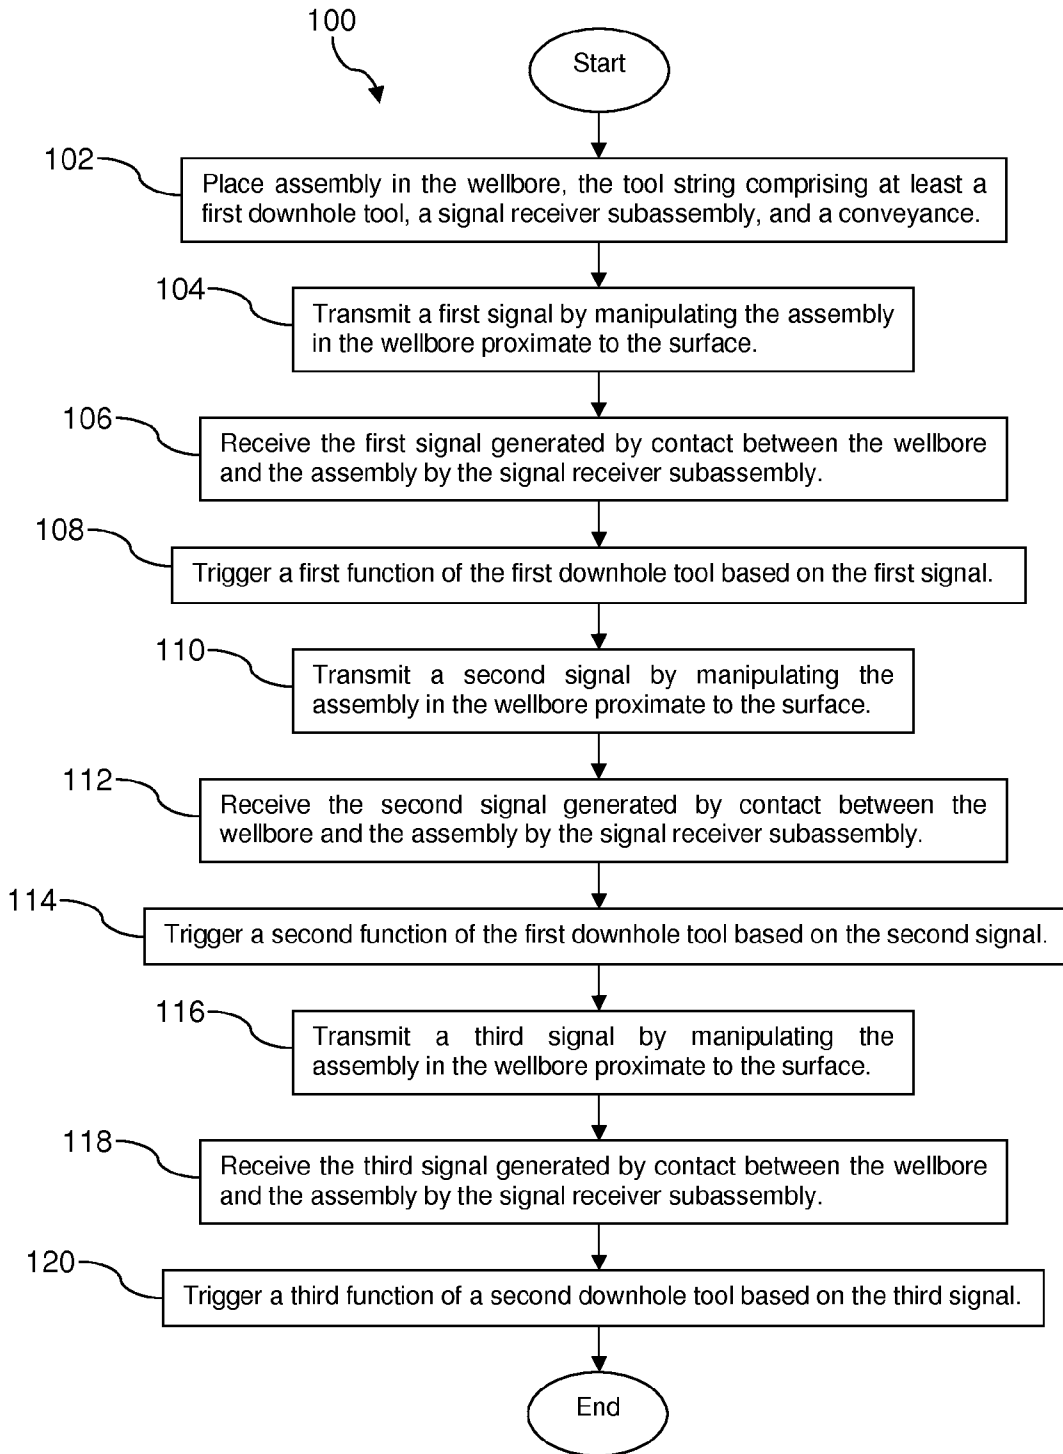 100
Start
102
Place assembly in the wellbore, the tool string comprising at least a
first downhole tool, a signal receiver subassembly, and a conveyance.
104
Transmit a first signal by manipulating the assembly
in the wellbore proximate to the surface.
106
Receive the first signal generated by contact between the wellbore
and the assembly by the signal receiver subassembly.
108
Trigger a first function of the first downhole tool based on the first signal.
110
Transmit a second signal by manipulating the
assembly in the wellbore proximate to the surface.
112
Receive the second signal generated by contact between the
wellbore and the assembly by the signal receiver subassembly.
114
Trigger a second function of the first downhole tool based on the second signal.
116
Transmit a third signal by manipulating the
assembly in the wellbore proximate to the surface.
118
Receive the third signal generated by contact between the wellbore
and the assembly by the signal receiver subassembly.
120
Trigger a third function of a second downhole tool based on the third signal.
End